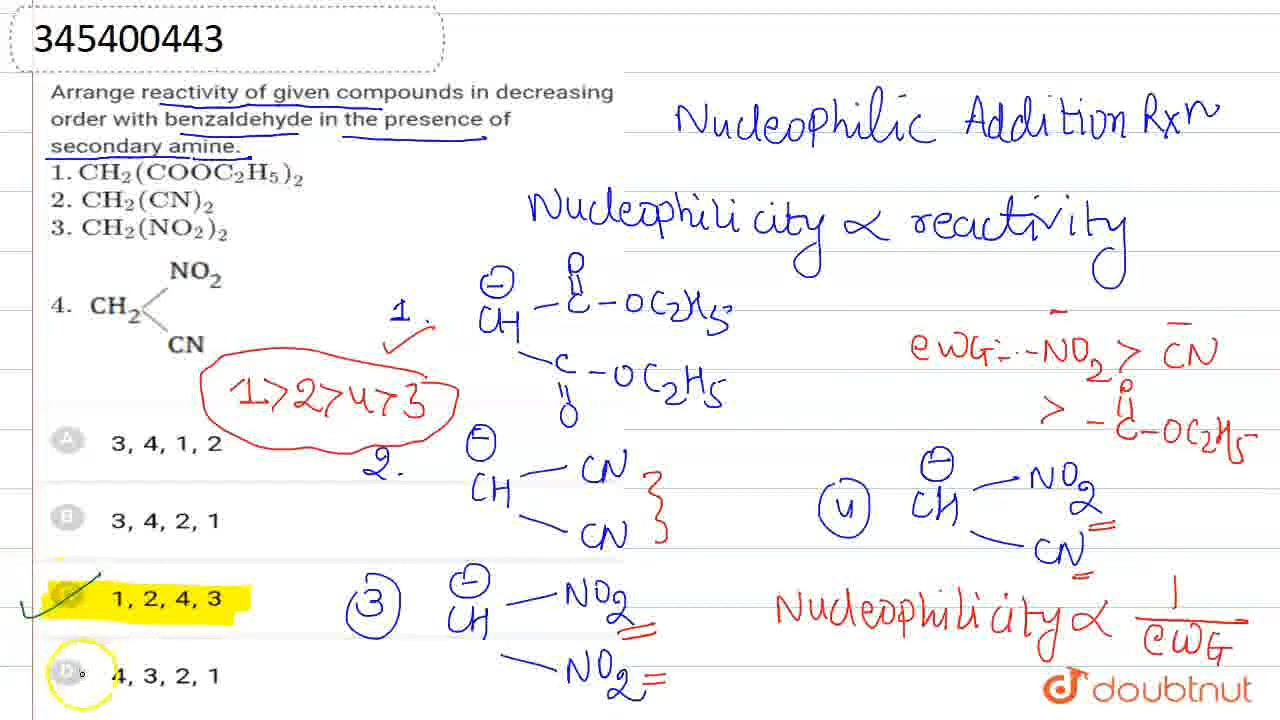 345400443
Arrange reactivity of given compounds in decreasing
order with benzaldehyde in the presence of
secondary amine.
1. CH₂(COOC₂H₅)₂
2. CH₂(CN)₂
3. CH₂(NO₂)₂
NO₂
4. CH₂
CN
A 3, 4, 1, 2
B 3, 4, 2, 1
1, 2, 4, 3
D 4, 3, 2, 1
1>2>4>3
Nucleophilic Addition Rxn
Nucleophilicity ∝ reactivity
1. ⊖ O
CH – C – OC₂H₅
C – OC₂H₅
O
EWG:- -NO₂ > CN
> - C - OC₂H₅
O
2. ⊖
CH CN
CN
4 ⊖
CH NO₂
CN
3 ⊖
CH NO₂
NO₂
Nucleophilicity ∝ 1
EWG
doubtnut